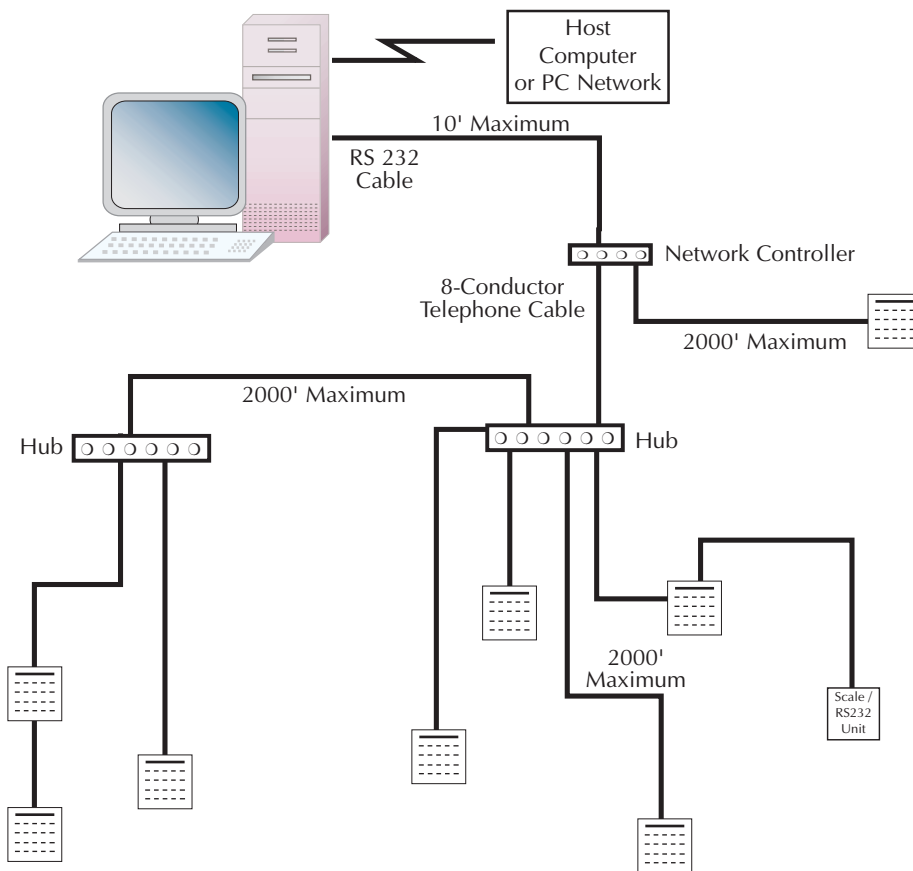 Host
Computer
or PC Network
10' Maximum
RS 232
Cable
Network Controller
8-Conductor
Telephone Cable
2000' Maximum
2000' Maximum
Hub
Hub
2000'
Maximum
Scale /
RS232
Unit